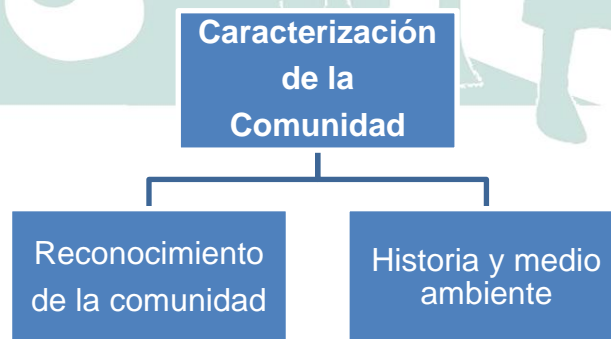 Caracterización
de la
Comunidad
Reconocimiento
de la comunidad
Historia y medio
ambiente